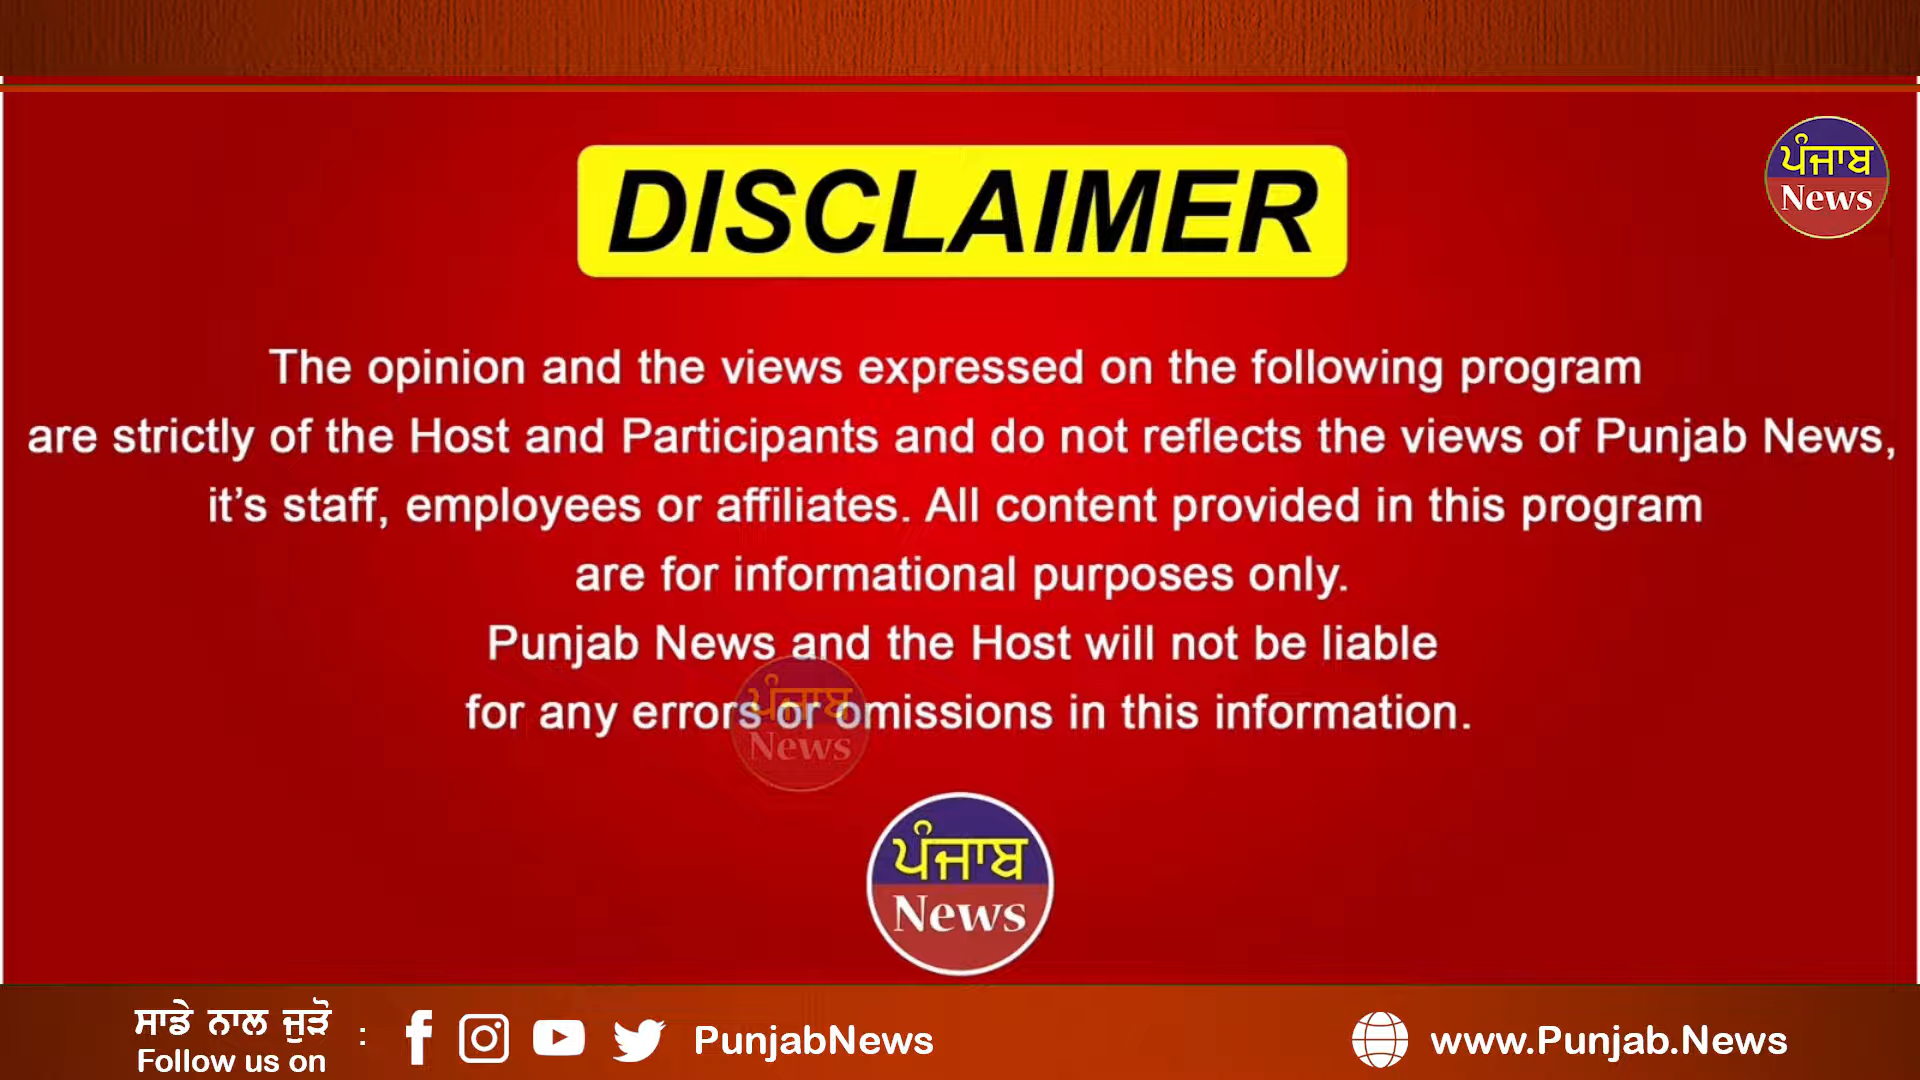 DISCLAIMER
ਪੰਜਾਬ
News
The opinion and the views expressed on the following program
are strictly of the Host and Participants and do not reflects the views of Punjab News,
it’s staff, employees or affiliates. All content provided in this program
are for informational purposes only.
Punjab News and the Host will not be liable
for any errors or omissions in this information.
ਪੰਜਾਬ
News
ਪੰਜਾਬ
News
ਸਾਡੇ ਨਾਲ ਜੁੜੋ :
Follow us on
PunjabNews
www.Punjab.News